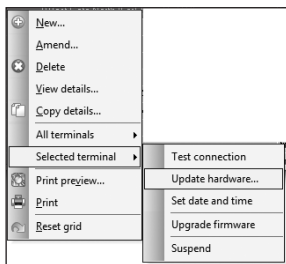 New...
Amend...
Delete
View details...
Copy details...
All terminals
Selected terminal
Test connection
Update hardware...
Set date and time
Upgrade firmware
Suspend
Print preview...
Print
Reset grid